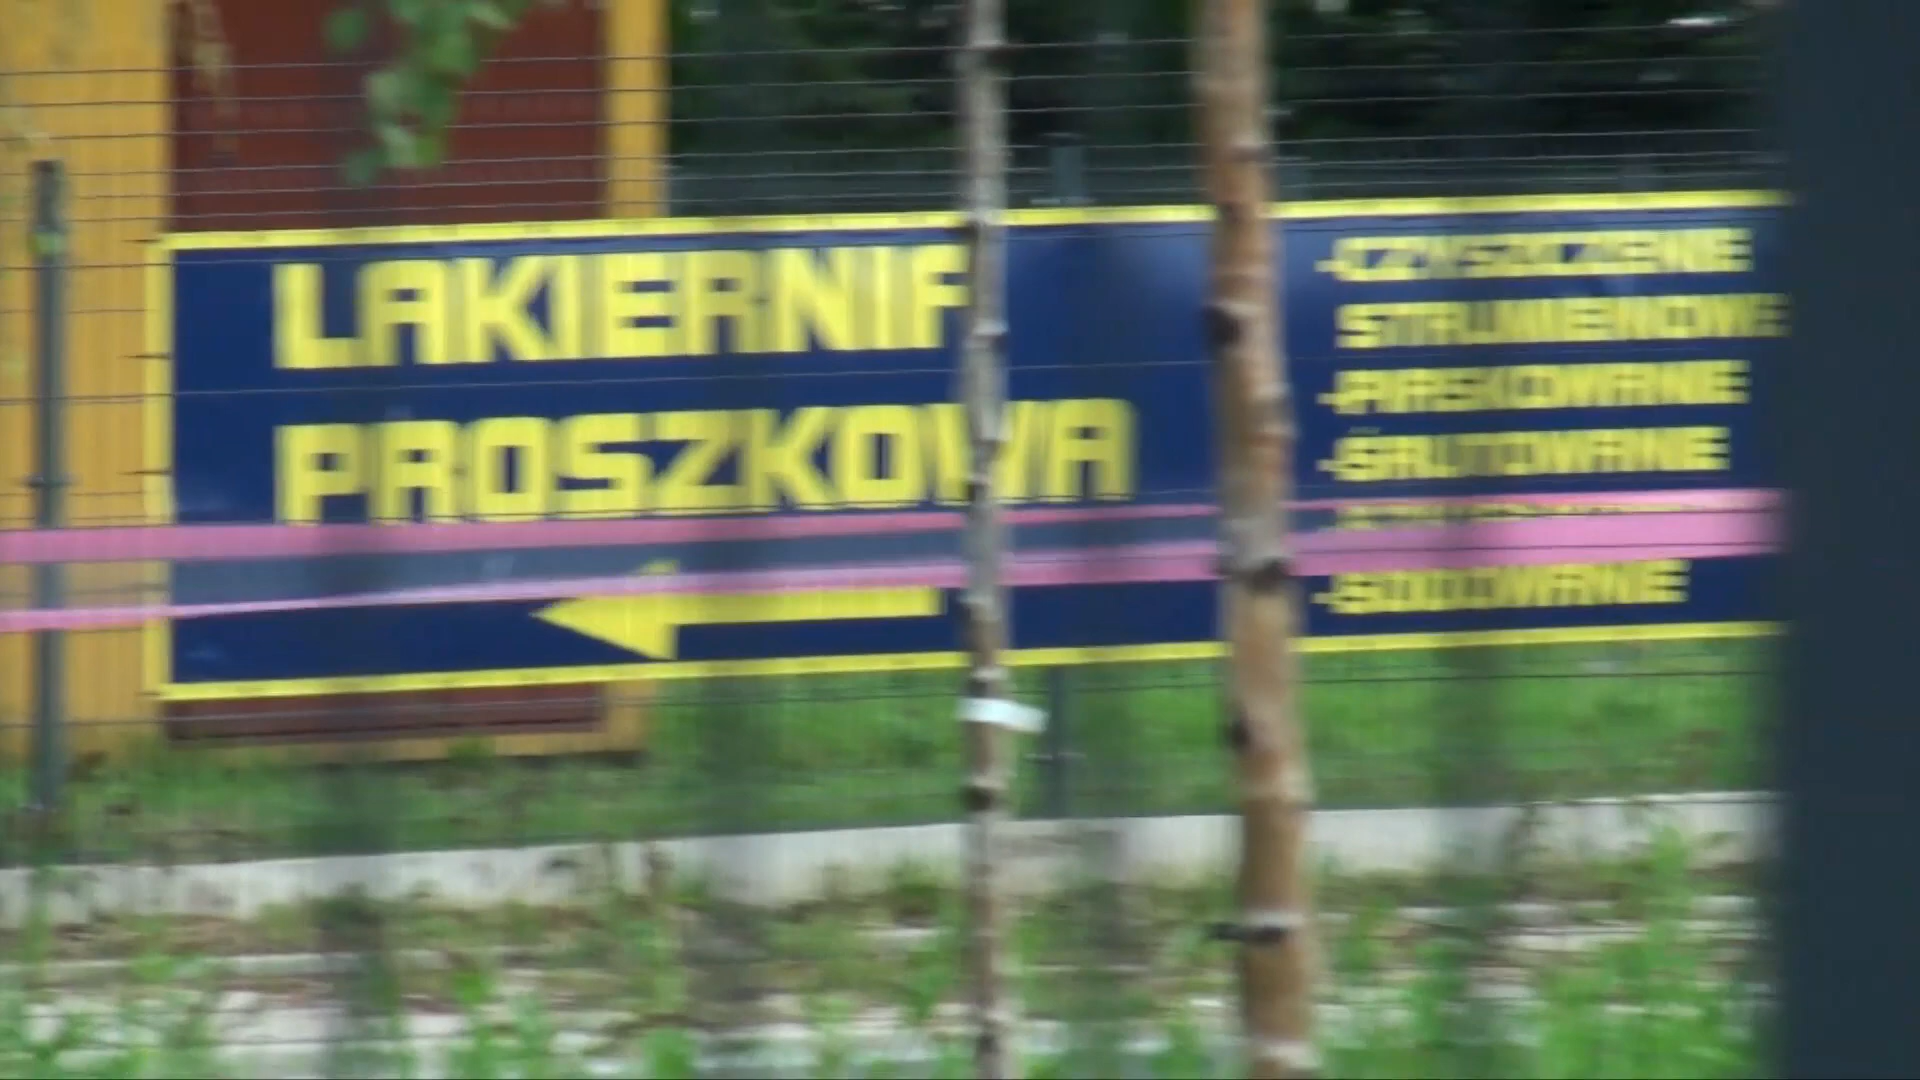 LAKIERNIA
PROSZKOWA
-CZYSZCZENIE
STRUMIENIOWE
-PIASKOWANIE
-ŚRUTOWANIE
-SODOWANIE